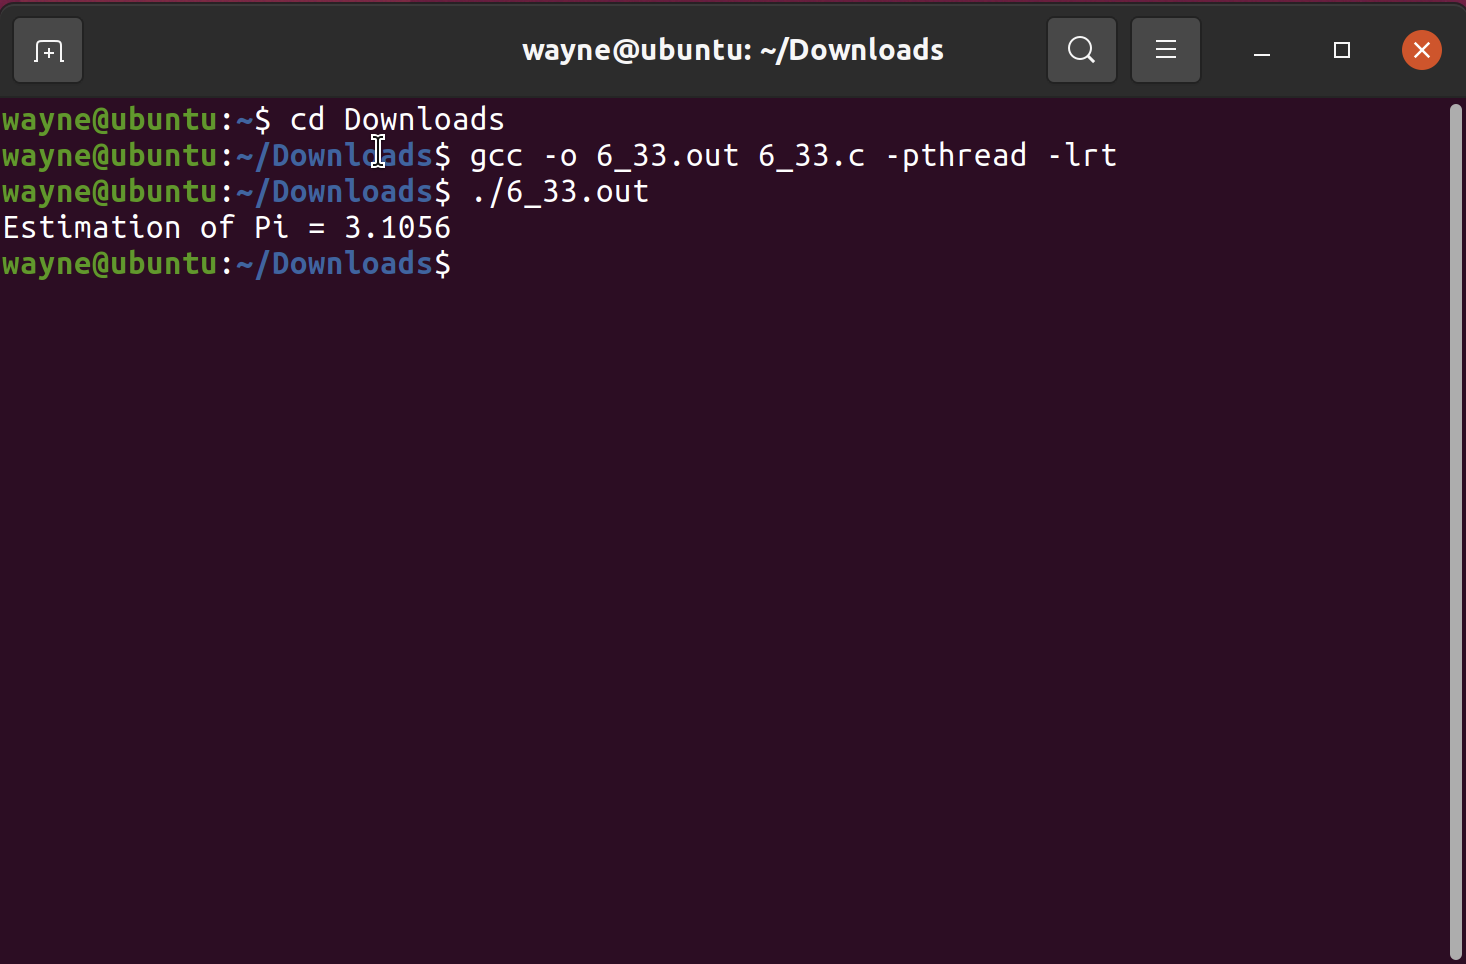 wayne@ubuntu: ~/Downloads
wayne@ubuntu:~$ cd Downloads
wayne@ubuntu:~/Downloads$ gcc -o 6_33.out 6_33.c -pthread -lrt
wayne@ubuntu:~/Downloads$ ./6_33.out
Estimation of Pi = 3.1056
wayne@ubuntu:~/Downloads$